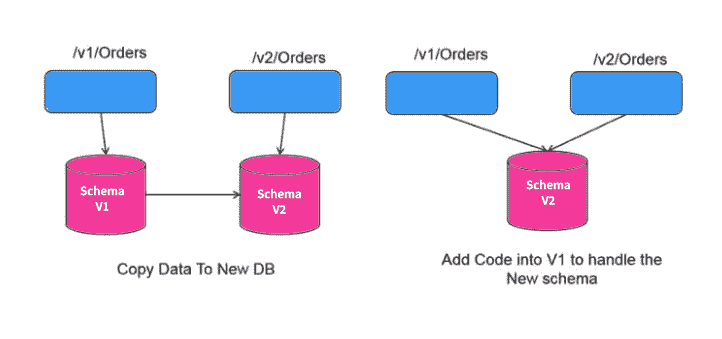 /v1/Orders
/v2/Orders
Schema
V1
Schema
V2
Copy Data To New DB
/v1/Orders
/v2/Orders
Schema
V2
Add Code into V1 to handle the
New schema